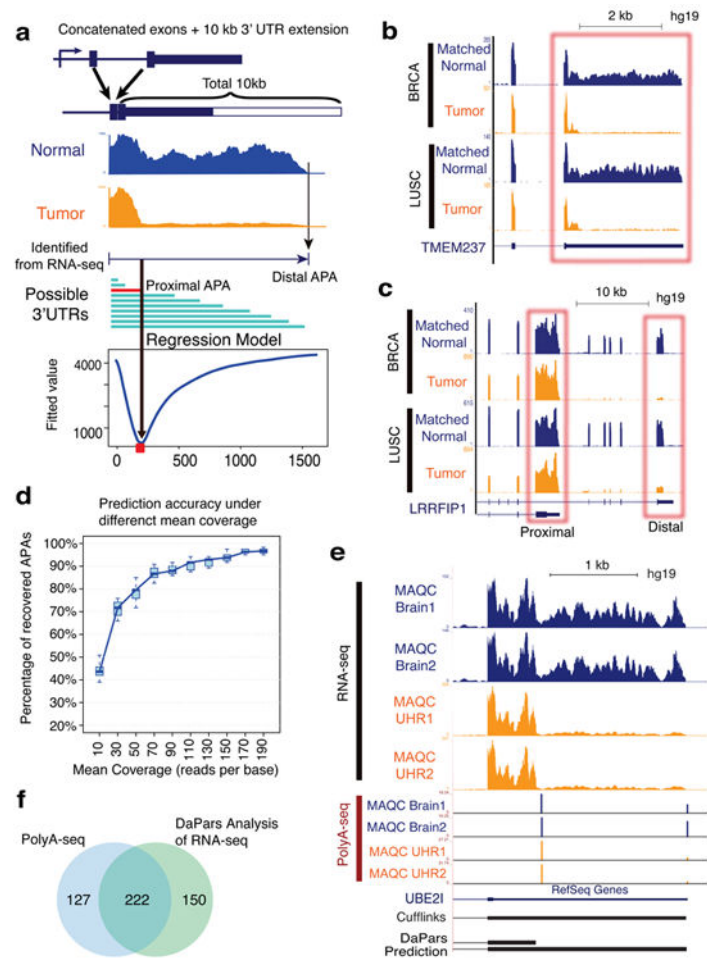 a
Concatenated exons + 10 kb 3' UTR extension
Total 10kb
Normal
Tumor
Identified
from RNA-seq
Distal APA
Proximal APA
Possible
3'UTRs
Regression Model
Fitted value
4000
1000
0
500
1000
1500
b
2 kb
hg19
BRCA
Matched
Normal
Tumor
LUSC
Matched
Normal
Tumor
TMEM237
c
10 kb
hg19
BRCA
Matched
Normal
Tumor
LUSC
Matched
Normal
Tumor
LRRFIP1
Proximal
Distal
d
Prediction accuracy under
differenct mean coverage
Percentage of recovered APAs
100%
90%
80%
70%
60%
50%
40%
30%
20%
10
30
50
70
90
110
130
150
170
190
Mean Coverage (reads per base)
e
1 kb
hg19
RNA-seq
MAQC
Brain1
MAQC
Brain2
MAQC
UHR1
MAQC
UHR2
PolyA-seq
MAQC Brain1
MAQC Brain2
MAQC UHR1
MAQC UHR2
RefSeq Genes
UBE2I
Cufflinks
DaPars
Prediction
f
PolyA-seq
DaPars Analysis
of RNA-seq
127
222
150